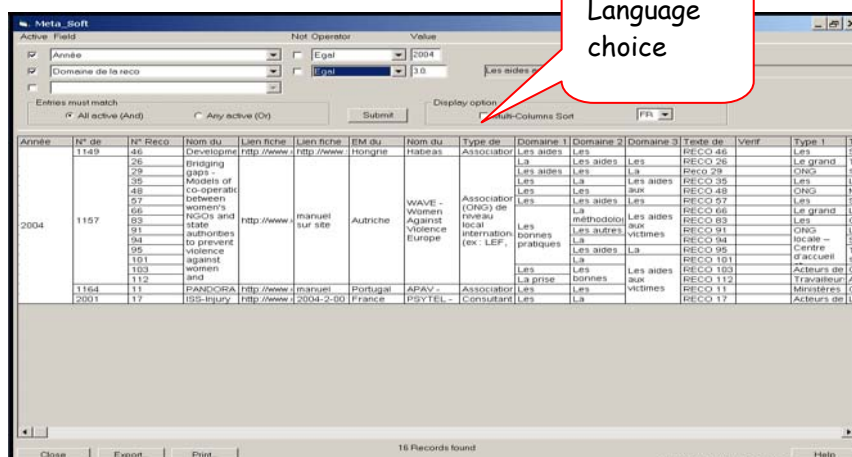 Language
choice
Meta_Soft
Active Field Not Operator Value
Année Egal 2004
Domaine de la reco Egal 3.0 Les aides
Entries must match Display option
All active (And) Any active (Or) Submit Multi-Columns Sort FR
Année N° de N° Reco Nom du Lien fiche Lien fiche EM du Nom du Type de Domaine 1 Domaine 2 Domaine 3 Texte de Verif Type 1
1149 46 Developme http://www. http://www. Hongrie Habeas Association Les aides Les RECO 46 Les
2004 1157
26
29
35
48
57
66
83
91
94
95
101
103
112
Bridging
gaps -
Models of
co-operatic
between
women's
NGOs and
state
authorities
to prevent
violence
against
women
and
http://www.
manuel
sur site
Autriche
WAVE -
Women
Against
Violence
Europe
Association
(ONG) de
niveau
local
internation
(ex : LEF,
La
Les aides
Les
Les
Les
Les
bonnes
pratiques
Les
La prise
Les aides
Les
La
Les
Les aides
La
méthodolo
Les autres
La
Les aides
La
Les
bonnes
Les
La
Les aides
aux
Les
Les aides
aux
victimes
La
Les aides
aux
victimes
RECO 26
Reco 29
RECO 35
RECO 48
RECO 57
RECO 66
RECO 83
RECO 91
RECO 94
RECO 95
RECO 101
RECO 103
RECO 112
Le grand
ONG
Les
ONG
Les
Le grand
Les
ONG
locale –
Centre
d'accueil
Acteurs de
Travailleur
1164 11 PANDORA http://www. manuel Portugal APAV - Association Les Les RECO 11 Ministères
2001 17 ISS-Injury http://www. 2004-2-00 France PSYTEL - Consultant Les La RECO 17 Acteurs de
16 Records found
Close Export Print Help